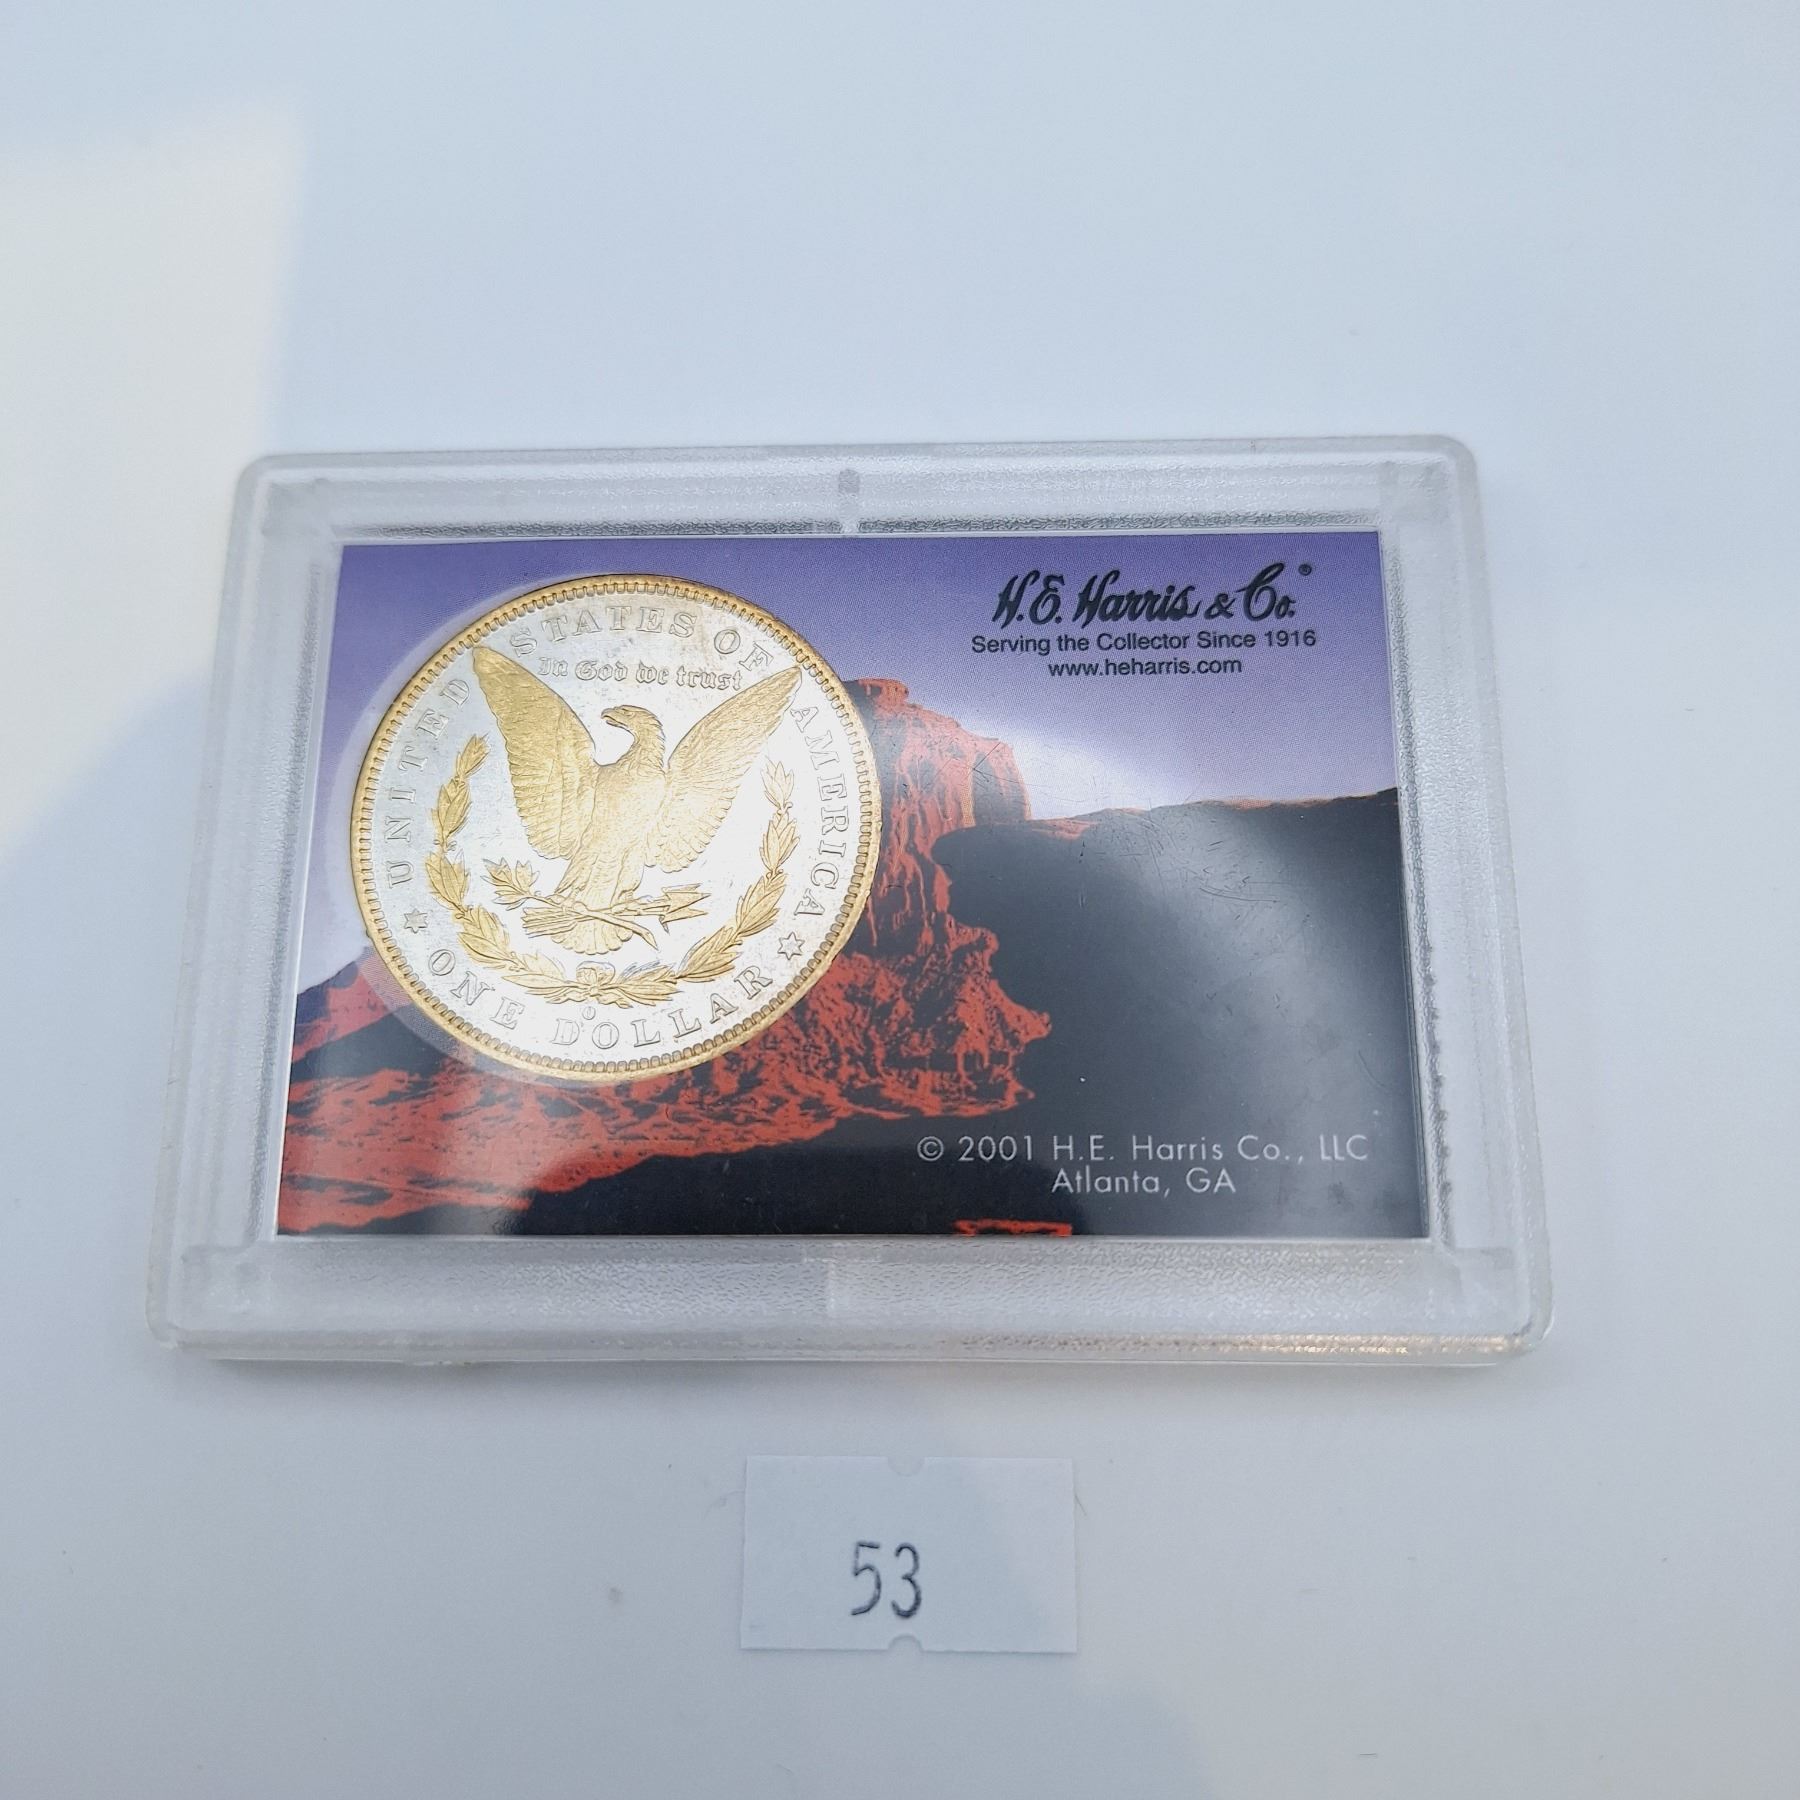 H.E. Harris & Co.®
Serving the Collector Since 1916
www.heharris.com
UNITED STATES OF AMERICA
In God we trust
O
ONE DOLLAR
© 2001 H.E. Harris Co., LLC
Atlanta, GA
53